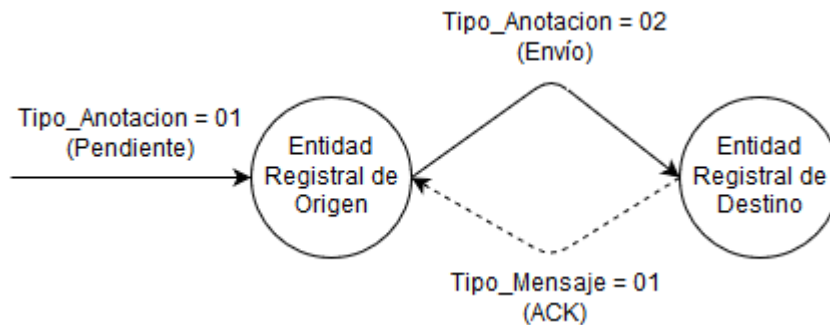 Tipo_Anotacion = 02
(Envío)
Tipo_Anotacion = 01
(Pendiente)
Entidad
Registral de
Origen
Entidad
Registral de
Destino
Tipo_Mensaje = 01
(ACK)